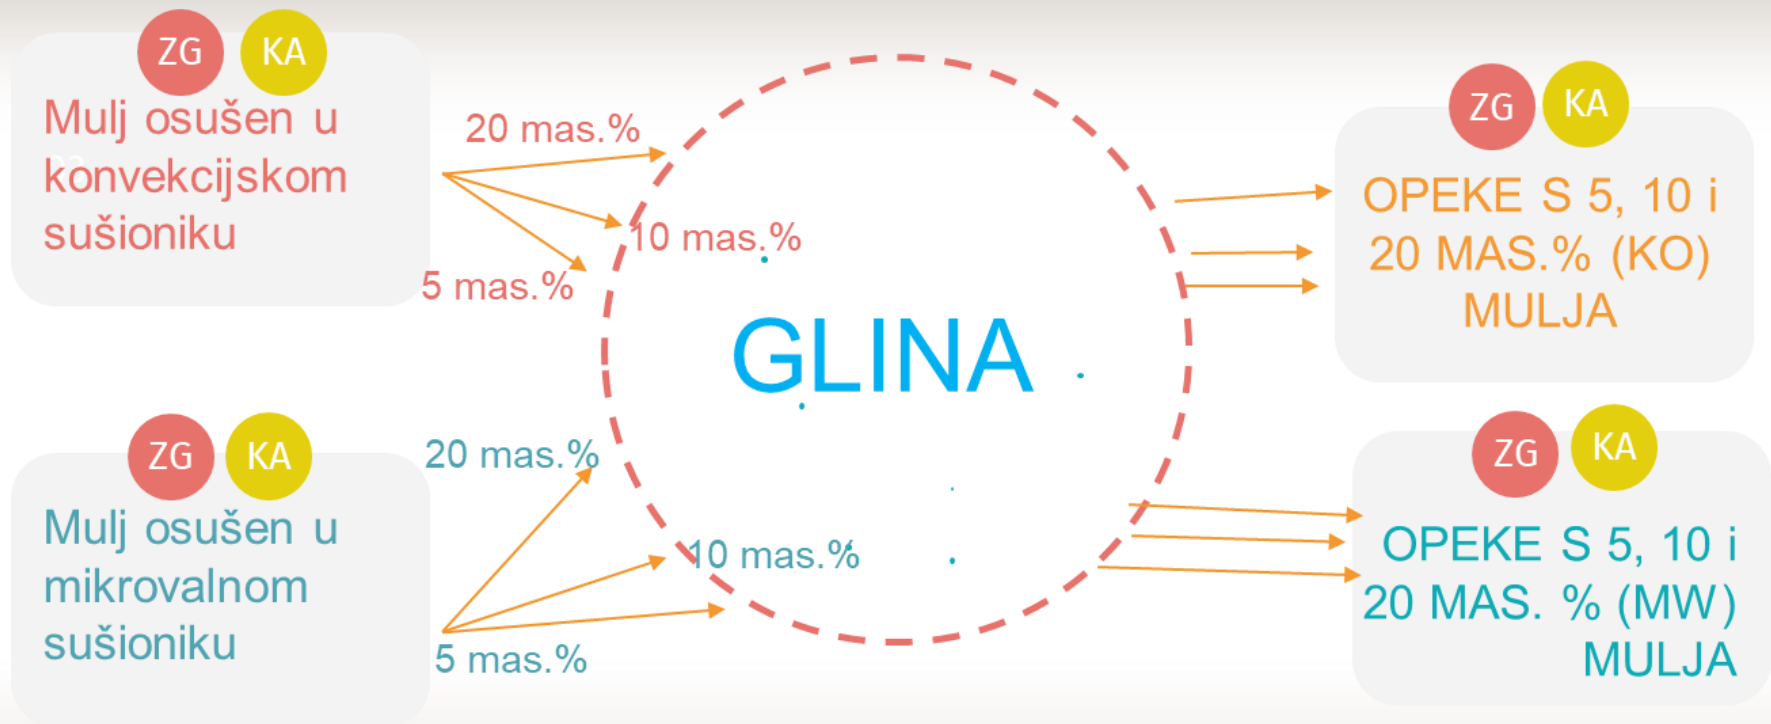 ZG KA
Mulj osušen u
konvekcijskom
sušioniku
20 mas.%
10 mas.%
5 mas.%
ZG KA
Mulj osušen u
mikrovalnom
sušioniku
20 mas.%
10 mas.%
5 mas.%
GLINA
ZG KA
OPEKE S 5, 10 i
20 MAS.% (KO)
MULJA
ZG KA
OPEKE S 5, 10 i
20 MAS. % (MW)
MULJA